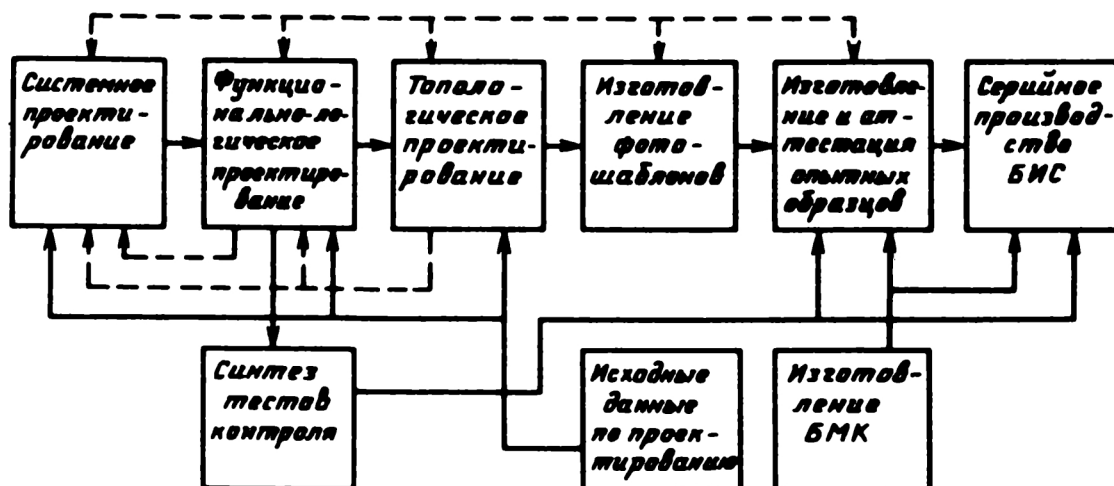 Системное
проекти-
рование
Функцио-
нально-ло-
гическое
проектиро-
вание
Тополо-
гическое
проекти-
рование
Изготов-
ление
фото-
шаблонов
Изготовле-
ние и ат-
тестация
опытных
образцов
Серийное
производ-
ство
БИС
Синтез
тестов
контроля
Исходные
данные
по проек-
тированию
Изготов-
ление
БМК